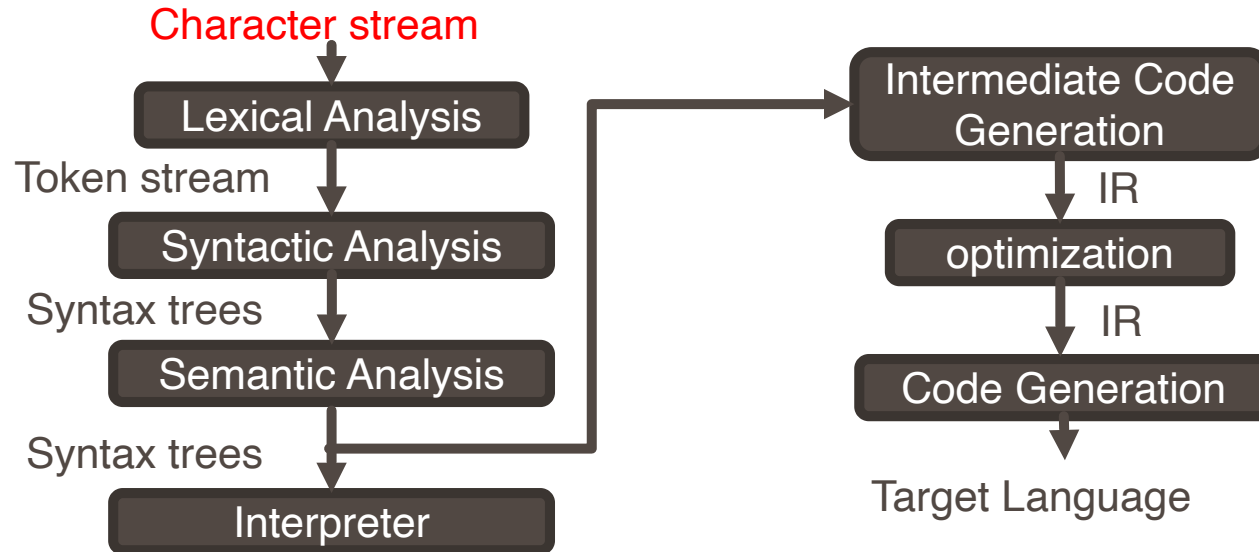 Character stream
Lexical Analysis
Token stream
Syntactic Analysis
Syntax trees
Semantic Analysis
Syntax trees
Interpreter
Intermediate Code
Generation
IR
optimization
IR
Code Generation
Target Language